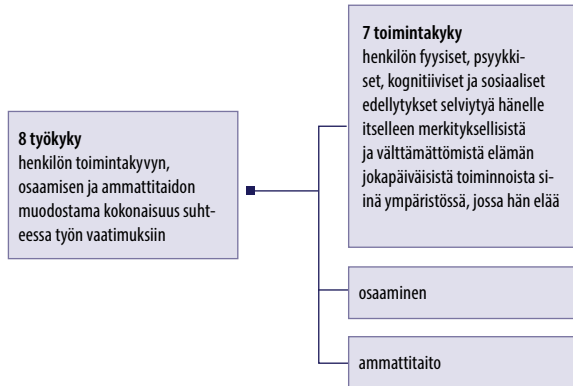 8 työkyky
henkilön toimintakyvyn,
osaamisen ja ammattitaidon
muodostama kokonaisuus suht-
eessa työn vaatimuksiin
7 toimintakyky
henkilön fyysiset, psyykki-
set, kognitiiviset ja sosiaaliset
edellytykset selviytyä hänelle
itselleen merkityksellisistä
ja välttämättömistä elämän
jokapäiväisistä toiminnoista si-
inä ympäristössä, jossa hän elää
osaaminen
ammattitaito